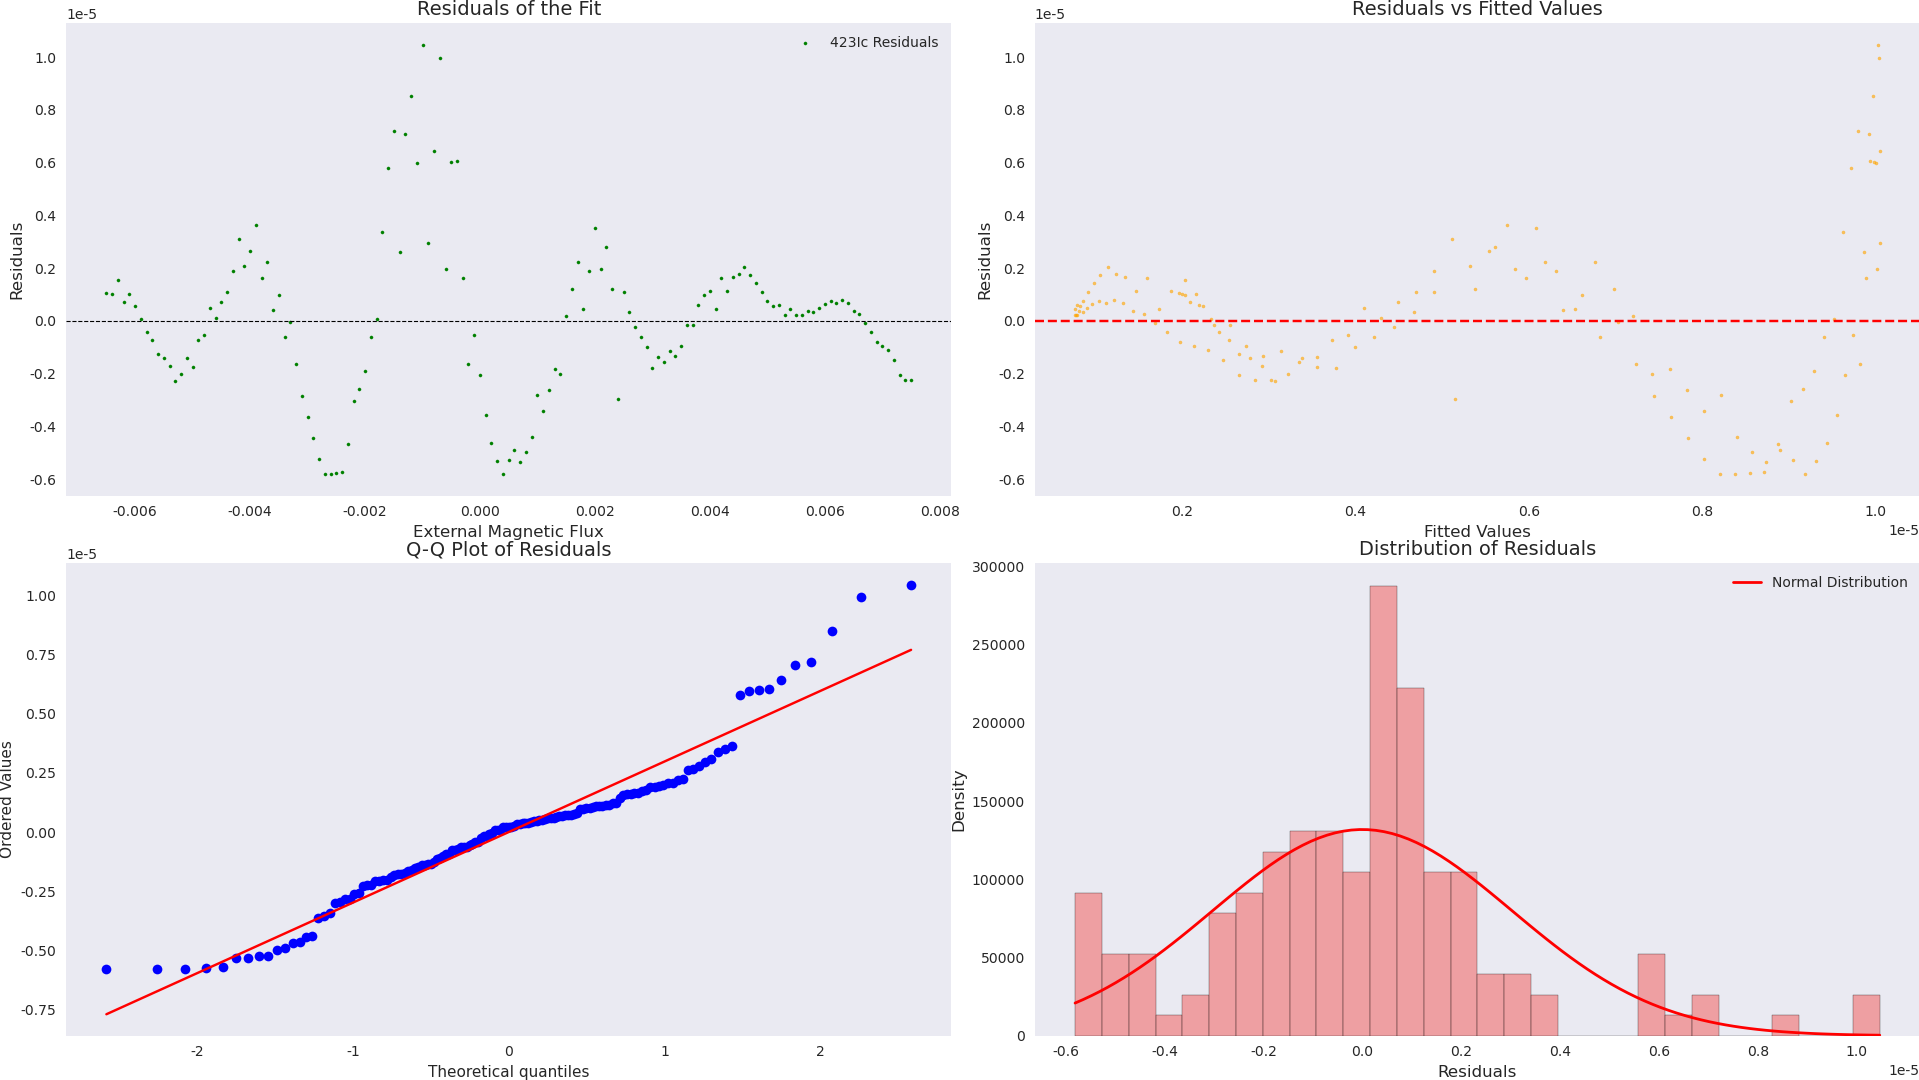 Residuals of the Fit
1e-5
423Ic Residuals
1.0
0.8
0.6
0.4
0.2
0.0
-0.2
-0.4
-0.6
Residuals
-0.006 -0.004 -0.002 0.000 0.002 0.004 0.006 0.008
External Magnetic Flux
Residuals vs Fitted Values
1e-5
1.0
0.8
0.6
0.4
0.2
0.0
-0.2
-0.4
-0.6
Residuals
0.2 0.4 0.6 0.8 1.0
1e-5
Fitted Values
Q-Q Plot of Residuals
1e-5
1.00
0.75
0.50
0.25
0.00
-0.25
-0.50
-0.75
Ordered Values
-2 -1 0 1 2
Theoretical quantiles
Distribution of Residuals
Normal Distribution
300000
250000
200000
150000
100000
50000
0
Density
-0.6 -0.4 -0.2 0.0 0.2 0.4 0.6 0.8 1.0
1e-5
Residuals